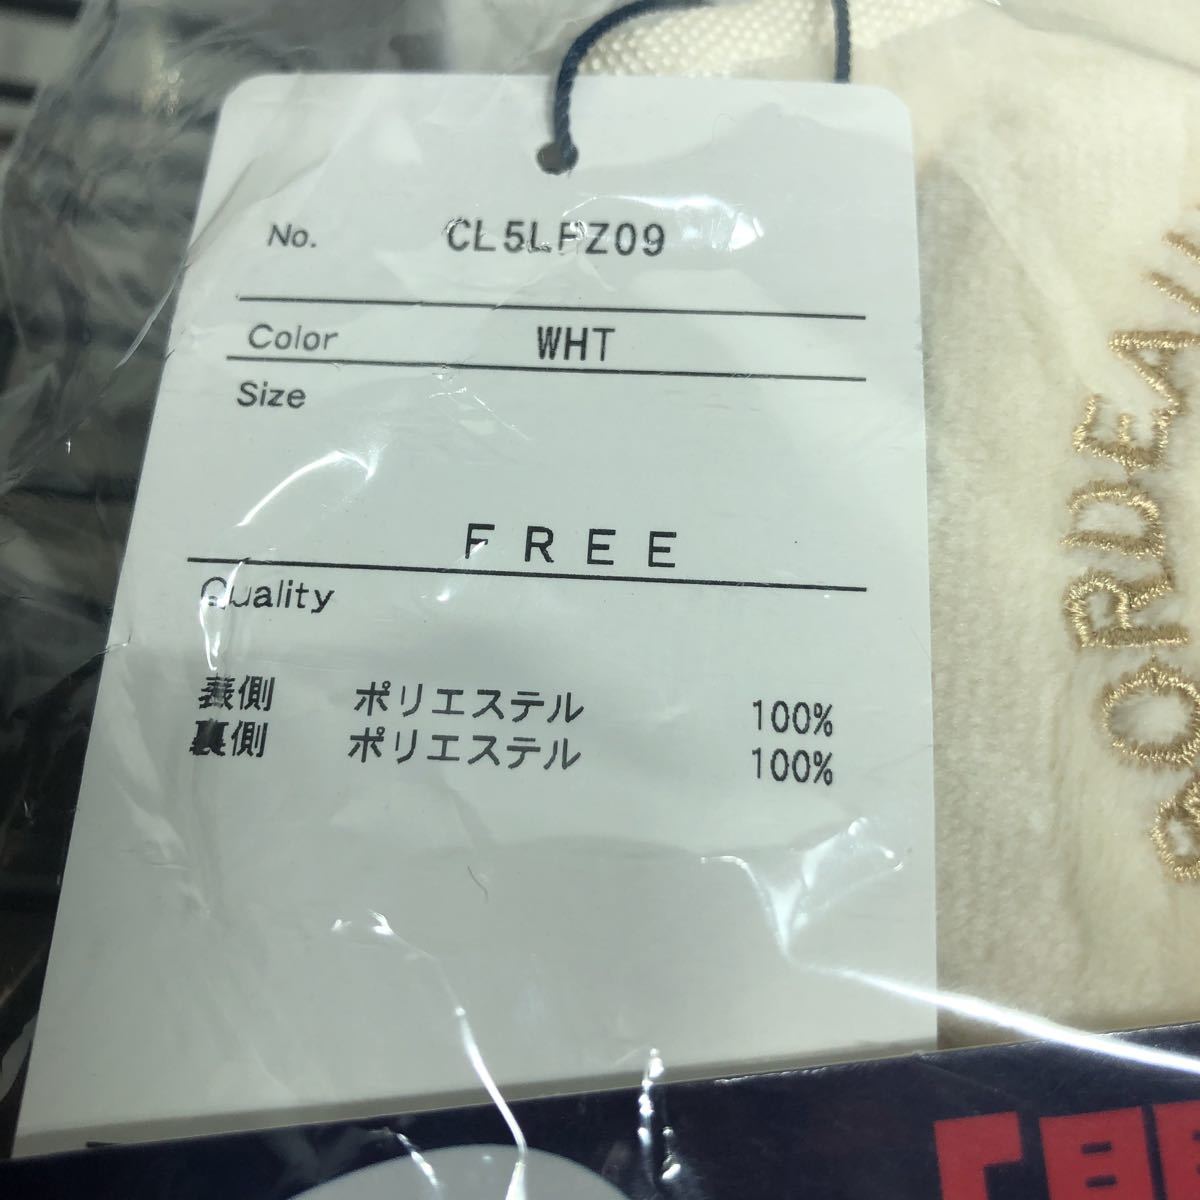 No. CL5LFZ09
Color WHT
Size
FREE
Quality
表側 ポリエステル 100%
裏側 ポリエステル 100%